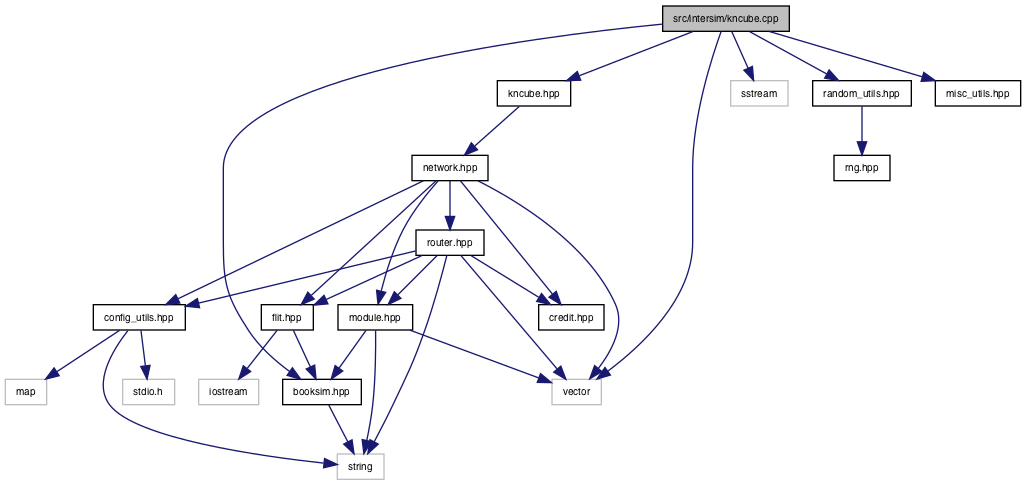 src/intersim/kncube.cpp
kncube.hpp
sstream
random_utils.hpp
misc_utils.hpp
network.hpp
rng.hpp
router.hpp
config_utils.hpp
flit.hpp
module.hpp
credit.hpp
map
stdio.h
iostream
booksim.hpp
vector
string